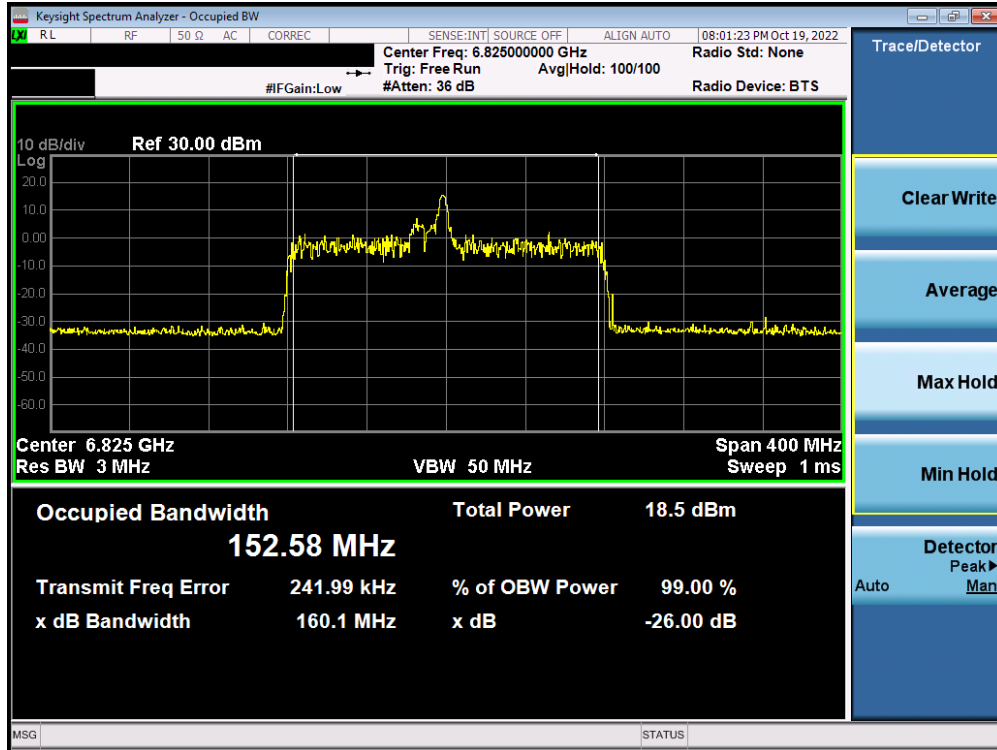 Keysight Spectrum Analyzer - Occupied BW
LXI RL RF 50 Ω AC CORREC SENSE:INT SOURCE OFF ALIGN AUTO 08:01:23 PM Oct 19, 2022
Center Freq: 6.825000000 GHz Radio Std: None
Trig: Free Run Avg|Hold: 100/100
#IFGain:Low #Atten: 36 dB Radio Device: BTS
10 dB/div Ref 30.00 dBm
Log
20.0
10.0
0.00
-10.0
-20.0
-30.0
-40.0
-50.0
-60.0
Center 6.825 GHz Span 400 MHz
Res BW 3 MHz VBW 50 MHz Sweep 1 ms
Occupied Bandwidth Total Power 18.5 dBm
152.58 MHz
Transmit Freq Error 241.99 kHz % of OBW Power 99.00 %
x dB Bandwidth 160.1 MHz x dB -26.00 dB
MSG STATUS
Trace/Detector
Clear Write
Average
Max Hold
Min Hold
Detector
Peak▶
Auto Man